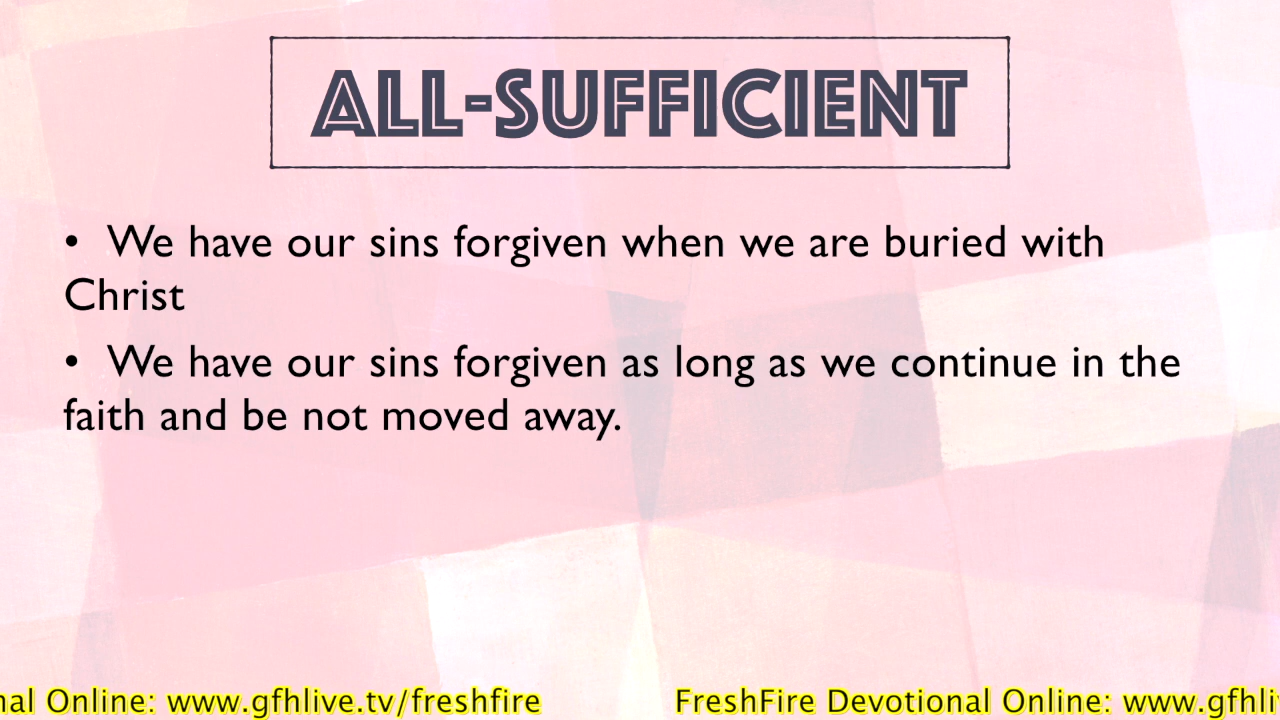 ALL-SUFFICIENT
• We have our sins forgiven when we are buried with
Christ
• We have our sins forgiven as long as we continue in the
faith and be not moved away.
nal Online: www.gfhlive.tv/freshfire FreshFire Devotional Online: www.gfhli